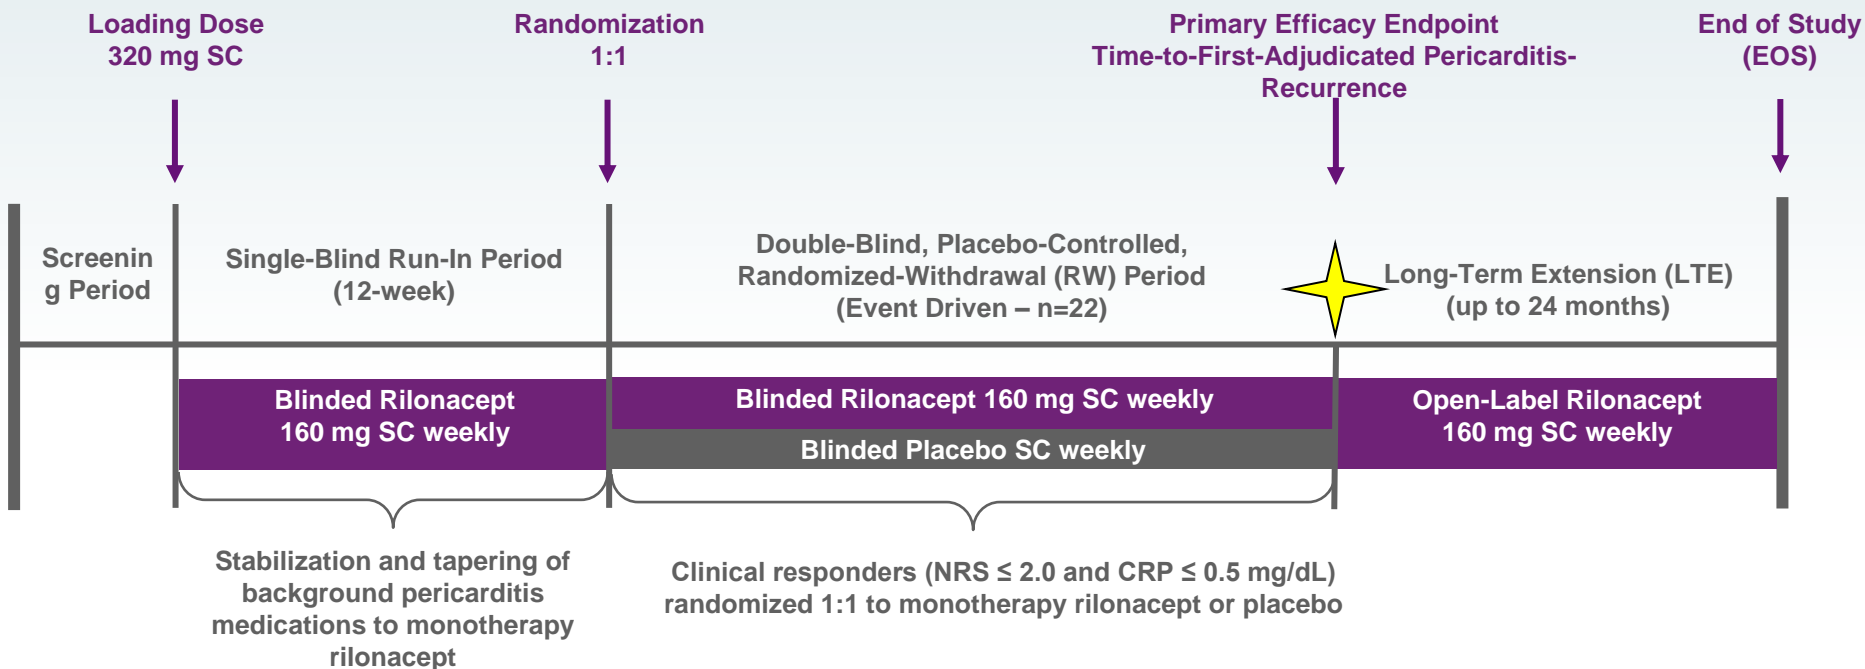 Loading Dose
320 mg SC
Randomization
1:1
Primary Efficacy Endpoint
Time-to-First-Adjudicated Pericarditis-
Recurrence
End of Study
(EOS)
Screenin
g Period
Single-Blind Run-In Period
(12-week)
Double-Blind, Placebo-Controlled,
Randomized-Withdrawal (RW) Period
(Event Driven – n=22)
Long-Term Extension (LTE)
(up to 24 months)
Blinded Rilonacept
160 mg SC weekly
Blinded Rilonacept 160 mg SC weekly
Blinded Placebo SC weekly
Open-Label Rilonacept
160 mg SC weekly
Stabilization and tapering of
background pericarditis
medications to monotherapy
rilonacept
Clinical responders (NRS ≤ 2.0 and CRP ≤ 0.5 mg/dL)
randomized 1:1 to monotherapy rilonacept or placebo